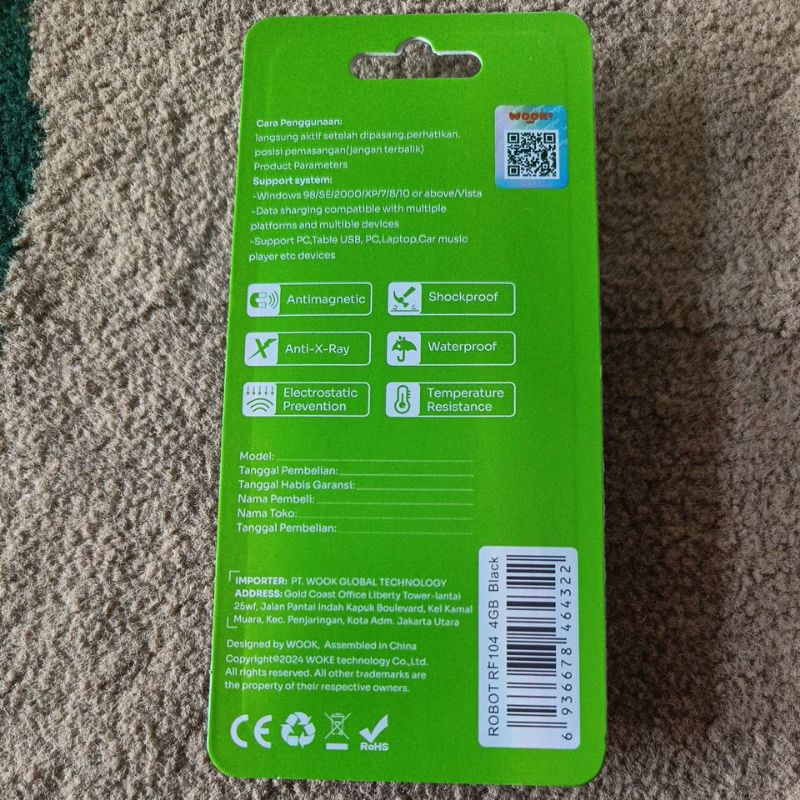 WOOK
Cara Penggunaan:
langsung aktif setelah dipasang,perhatikan.
posisi pemasangan(jangan terbalik)
Product Parameters
Support system:
-Windows 98/SE/2000/XP/7/8/10 or above/Vista
-Data sharging compatible with multiple
platforms and multiple devices
-Support PC,Table USB, PC,Laptop,Car music
player etc devices
Antimagnetic
Shockproof
Anti-X-Ray
Waterproof
Electrostatic
Prevention
Temperature
Resistance
Model:
Tanggal Pembelian:
Tanggal Habis Garansi:
Nama Pembeli:
Nama Toko:
Tanggal Pembelian:
IMPORTER: PT. WOOK GLOBAL TECHNOLOGY
ADDRESS: Gold Coast Office Liberty Tower-lantai
25wf, Jalan Pantai Indah Kapuk Boulevard, Kel Kamal
Muara, Kec. Penjaringan, Kota Adm. Jakarta Utara
Designed by WOOK, Assembled in China
Copyright©2024 WOKE technology Co.,Ltd.
All rights reserved. All other trademarks are
the property of their respective owners.
CE
RoHS
ROBOT RF104 4GB Black
6 936678 464322